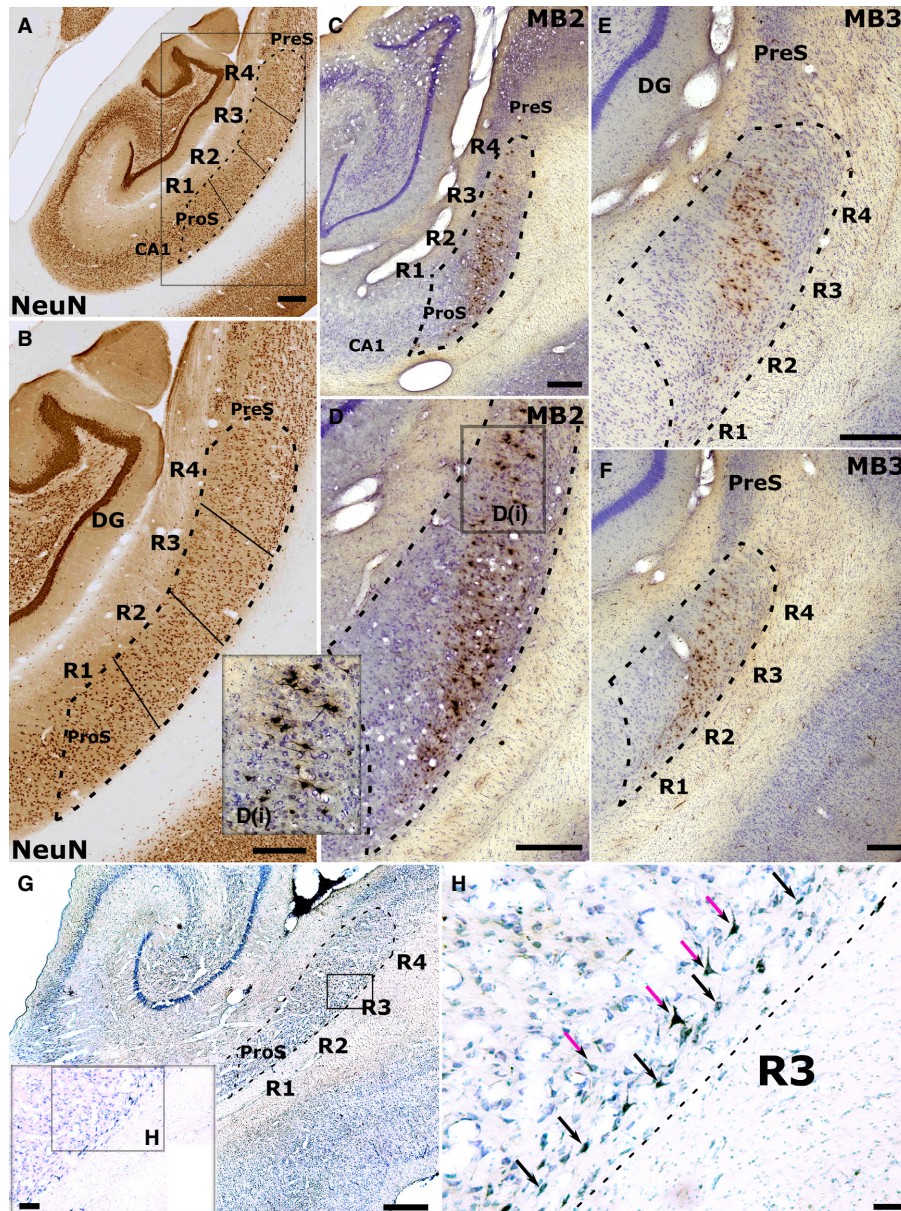 A
PreS
R4
R3
R2
R1
ProS
CA1
NeuN
B
PreS
R4
DG
R3
R2
R1
ProS
NeuN
C
MB2
PreS
R4
R3
R2
R1
ProS
CA1
D
MB2
D(i)
D(i)
E
MB3
PreS
DG
R4
R3
R2
R1
F
MB3
PreS
R4
R3
R2
R1
G
R4
R3
ProS
R2
R1
H
H
R3